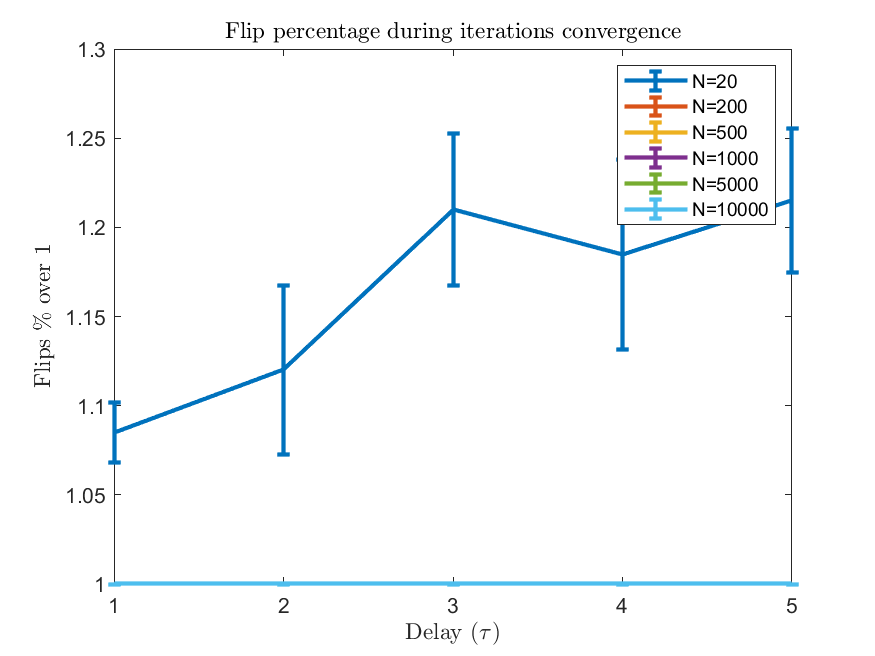 Flip percentage during iterations convergence
1.3
1.25
1.2
1.15
1.1
1.05
1
Flips % over 1
N=20
N=200
N=500
N=1000
N=5000
N=10000
1 2 3 4 5
Delay (τ)